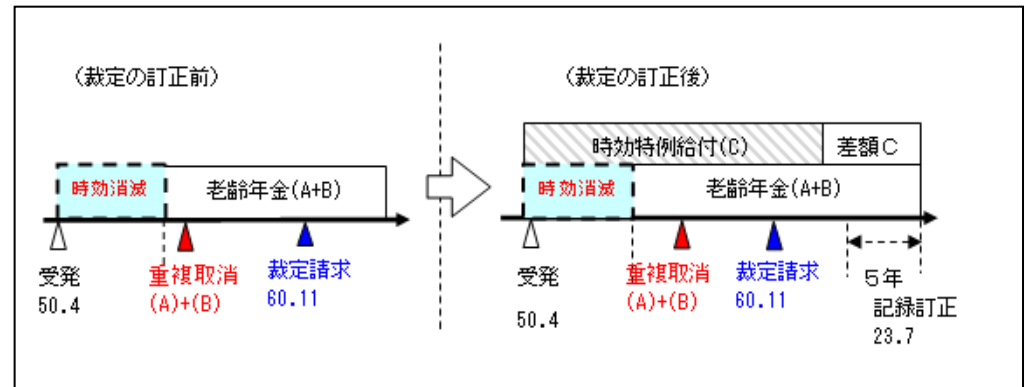 （裁定の訂正前）
時効消滅
老齢年金(A+B)
受発
50.4
重複取消
(A)+(B)
裁定請求
60.11
（裁定の訂正後）
時効特例給付(C)
差額C
時効消滅
老齢年金(A+B)
受発
50.4
重複取消
(A)+(B)
裁定請求
60.11
5年
記録訂正
23.7